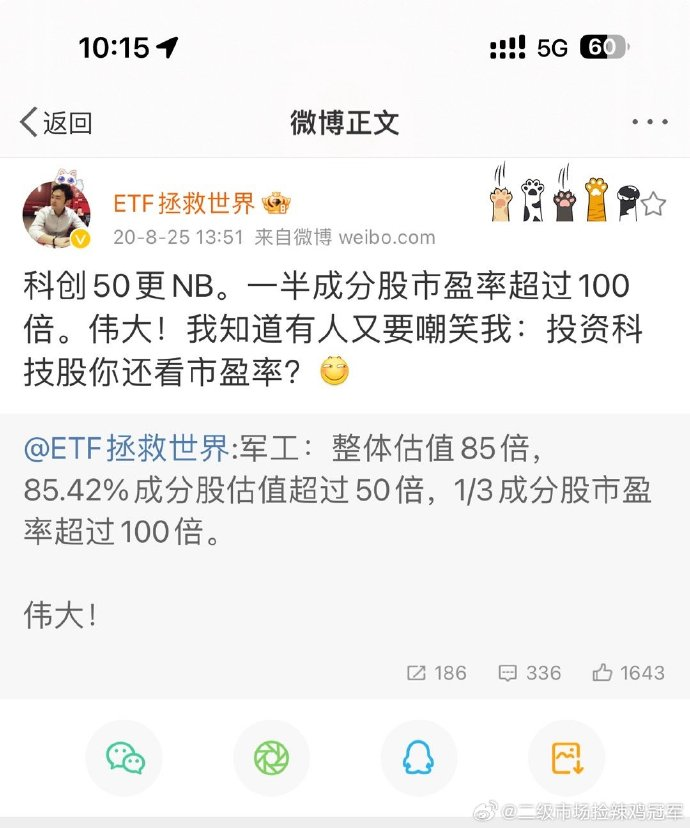 10:15 5G 60
返回 微博正文
ETF拯救世界
20-8-25 13:51 来自微博 weibo.com
科创50更NB。一半成分股市盈率超过100
倍。伟大！我知道有人又要嘲笑我：投资科
技股你还看市盈率？
@ETF拯救世界:军工：整体估值85倍，
85.42%成分股估值超过50倍，1/3成分股市盈
率超过100倍。
伟大！
186 336 1643
@二级市场捡辣鸡冠军